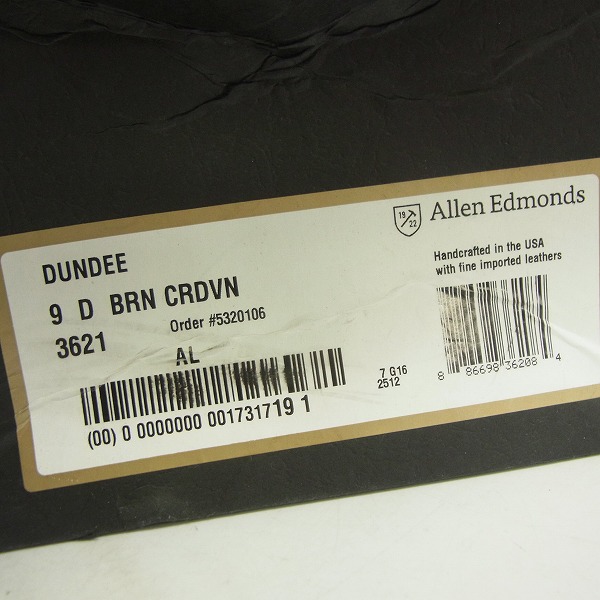 19 22
Allen Edmonds
Handcrafted in the USA
with fine imported leathers
DUNDEE
9 D BRN CRDVN
3621 Order #5320106
AL
(00) 0 0000000 001731719 1
7 G16
2512
8 86698 36208 4